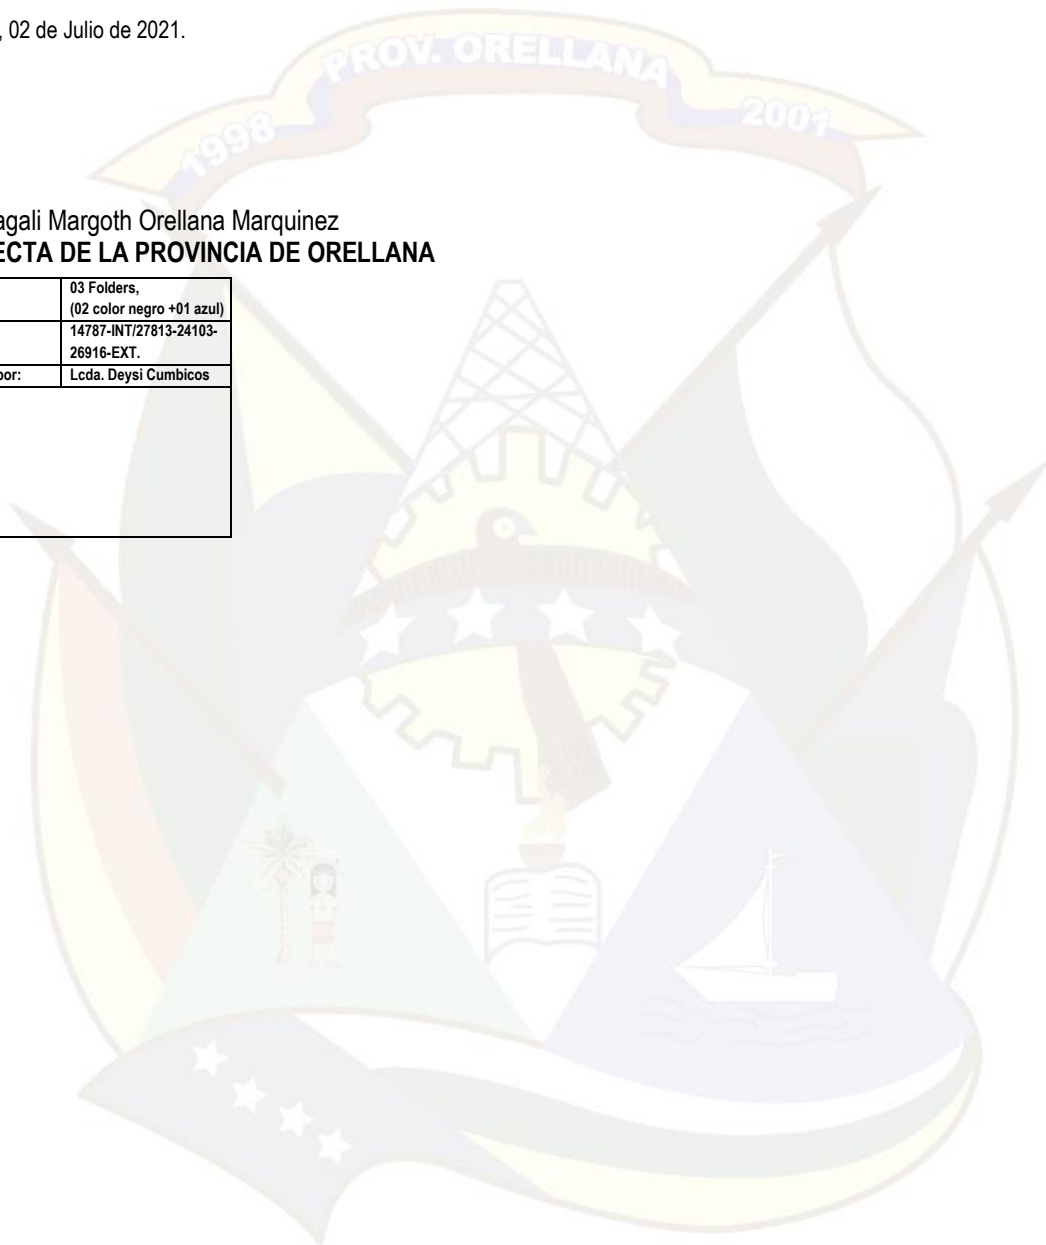 , 02 de Julio de 2021.
PROV. ORELLANA
1998
2001
agali Margoth Orellana Marquinez
ECTA DE LA PROVINCIA DE ORELLANA
03 Folders,
(02 color negro +01 azul)
14787-INT/27813-24103-
26916-EXT.
por: Lcda. Deysi Cumbicos